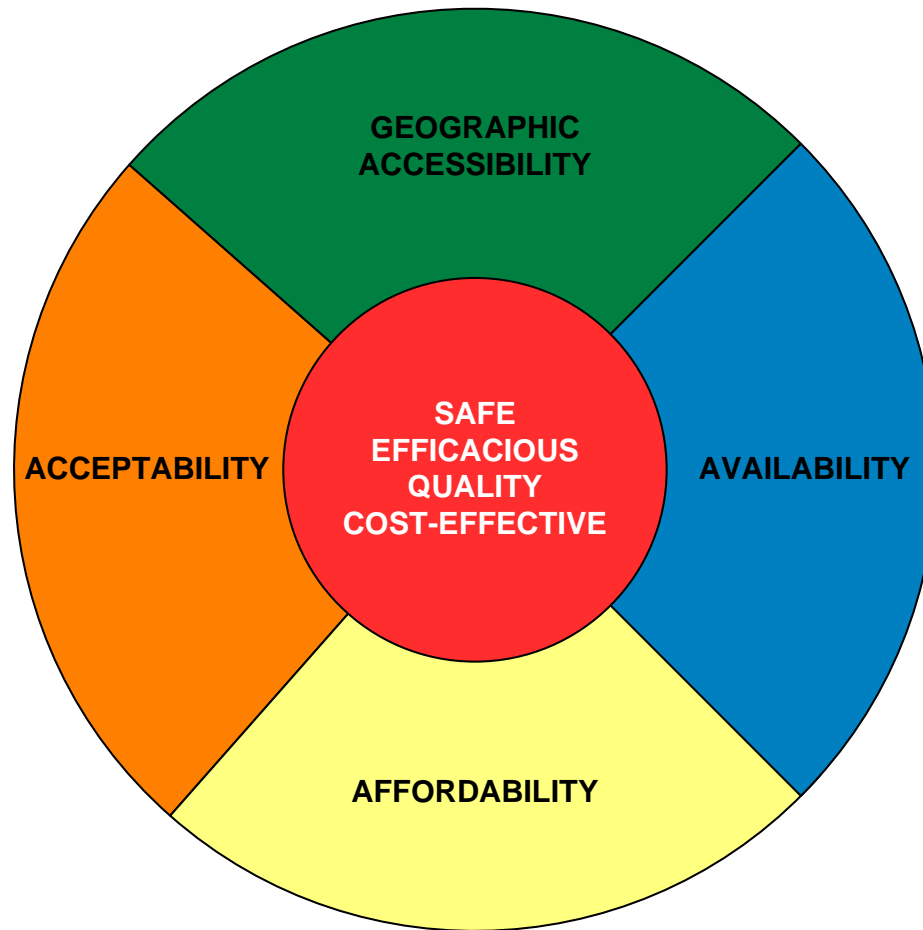 GEOGRAPHIC
ACCESSIBILITY
SAFE
EFFICACIOUS
QUALITY
COST-EFFECTIVE
ACCEPTABILITY
AVAILABILITY
AFFORDABILITY